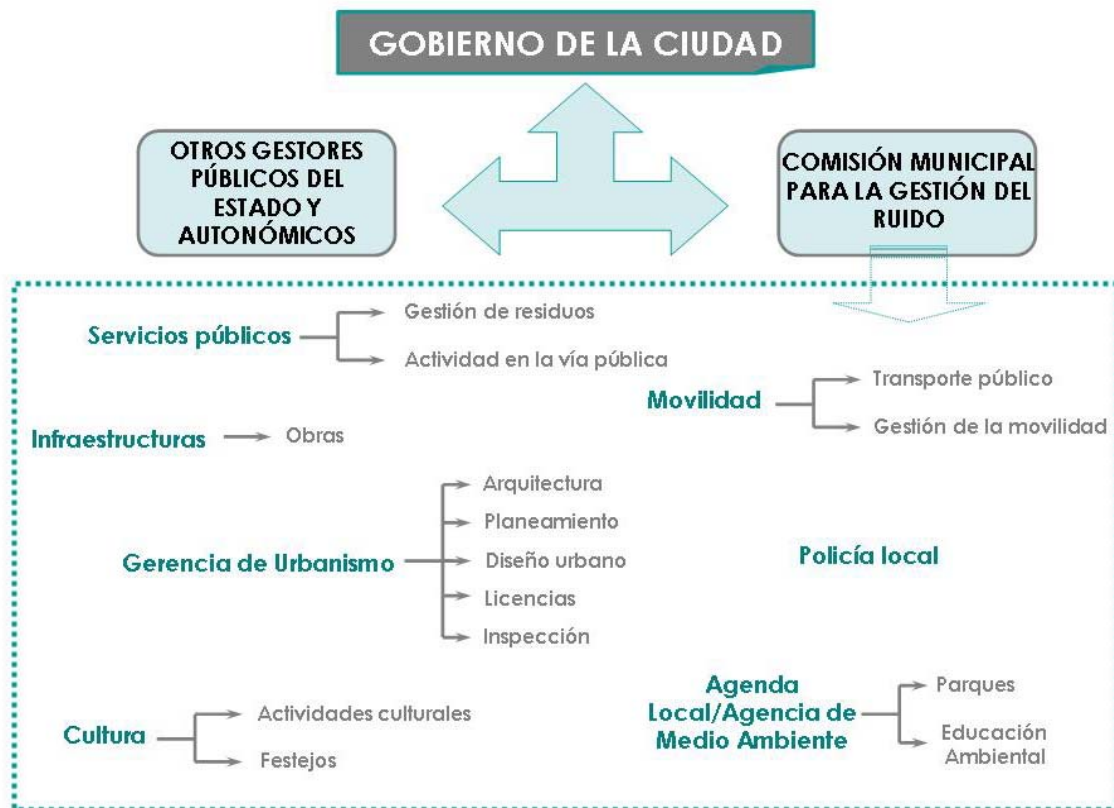 GOBIERNO DE LA CIUDAD
OTROS GESTORES
PÚBLICOS DEL
ESTADO Y
AUTONÓMICOS
COMISIÓN MUNICIPAL
PARA LA GESTIÓN DEL
RUIDO
Servicios públicos
Gestión de residuos
Actividad en la vía pública
Movilidad
Transporte público
Gestión de la movilidad
Infraestructuras
Obras
Gerencia de Urbanismo
Arquitectura
Planeamiento
Diseño urbano
Licencias
Inspección
Policía local
Cultura
Actividades culturales
Festejos
Agenda
Local/Agencia de
Medio Ambiente
Parques
Educación
Ambiental